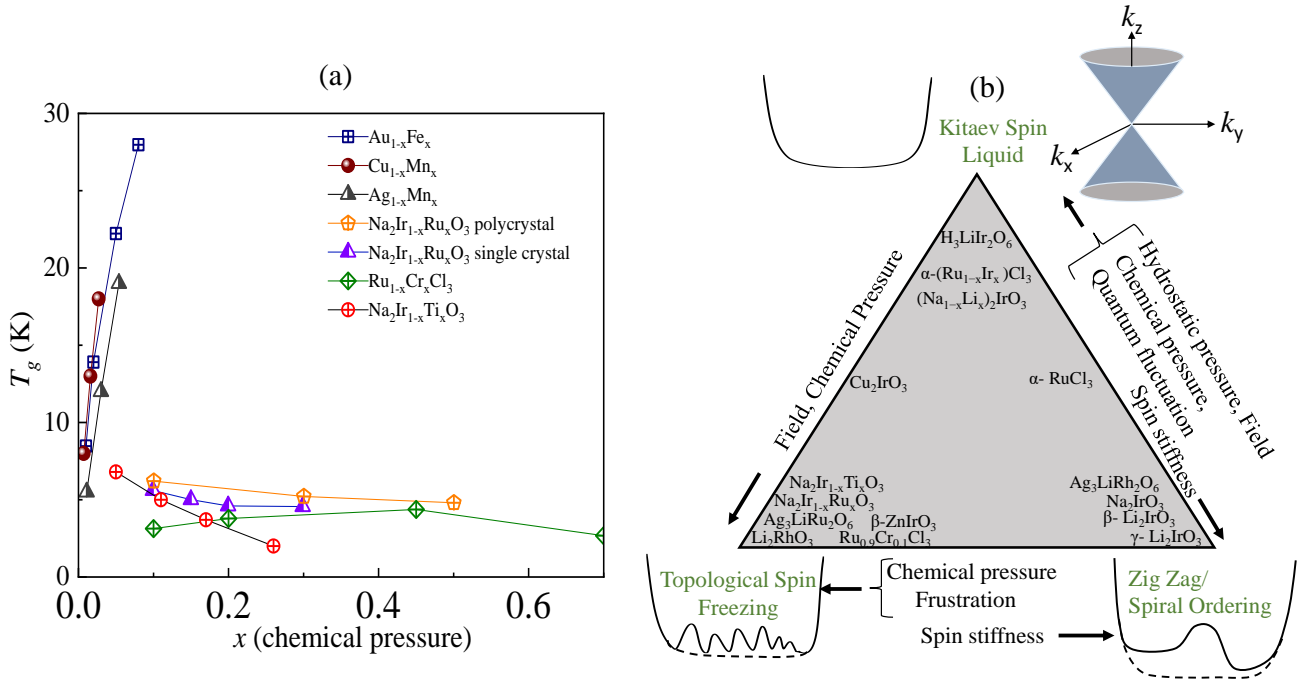 (a)
30
20
10
0
T_g (K)
0.0 0.2 0.4 0.6
x (chemical pressure)
Au1-xFex
Cu1-xMnx
Ag1-xMnx
Na2Ir1-xRuxO3 polycrystal
Na2Ir1-xRuxO3 single crystal
Ru1-xCrxCl3
Na2Ir1-xTixO3
(b)
Kitaev Spin
Liquid
kz
ky
kx
H3LiIr2O6
α-(Ru1−xIrx)Cl3
(Na1−xLix)2IrO3
Cu2IrO3
α- RuCl3
Field, Chemical Pressure
Hydrostatic pressure, Field
Chemical pressure,
Quantum fluctuation
Spin stiffness
Na2Ir1-xTixO3
Na2Ir1-xRuxO3
Ag3LiRu2O6 β-ZnIrO3
Li2RhO3 Ru0.9Cr0.1Cl3
Ag3LiRh2O6
Na2IrO3
β- Li2IrO3
γ- Li2IrO3
Topological Spin
Freezing
Chemical pressure
Frustration
Spin stiffness
Zig Zag/
Spiral Ordering